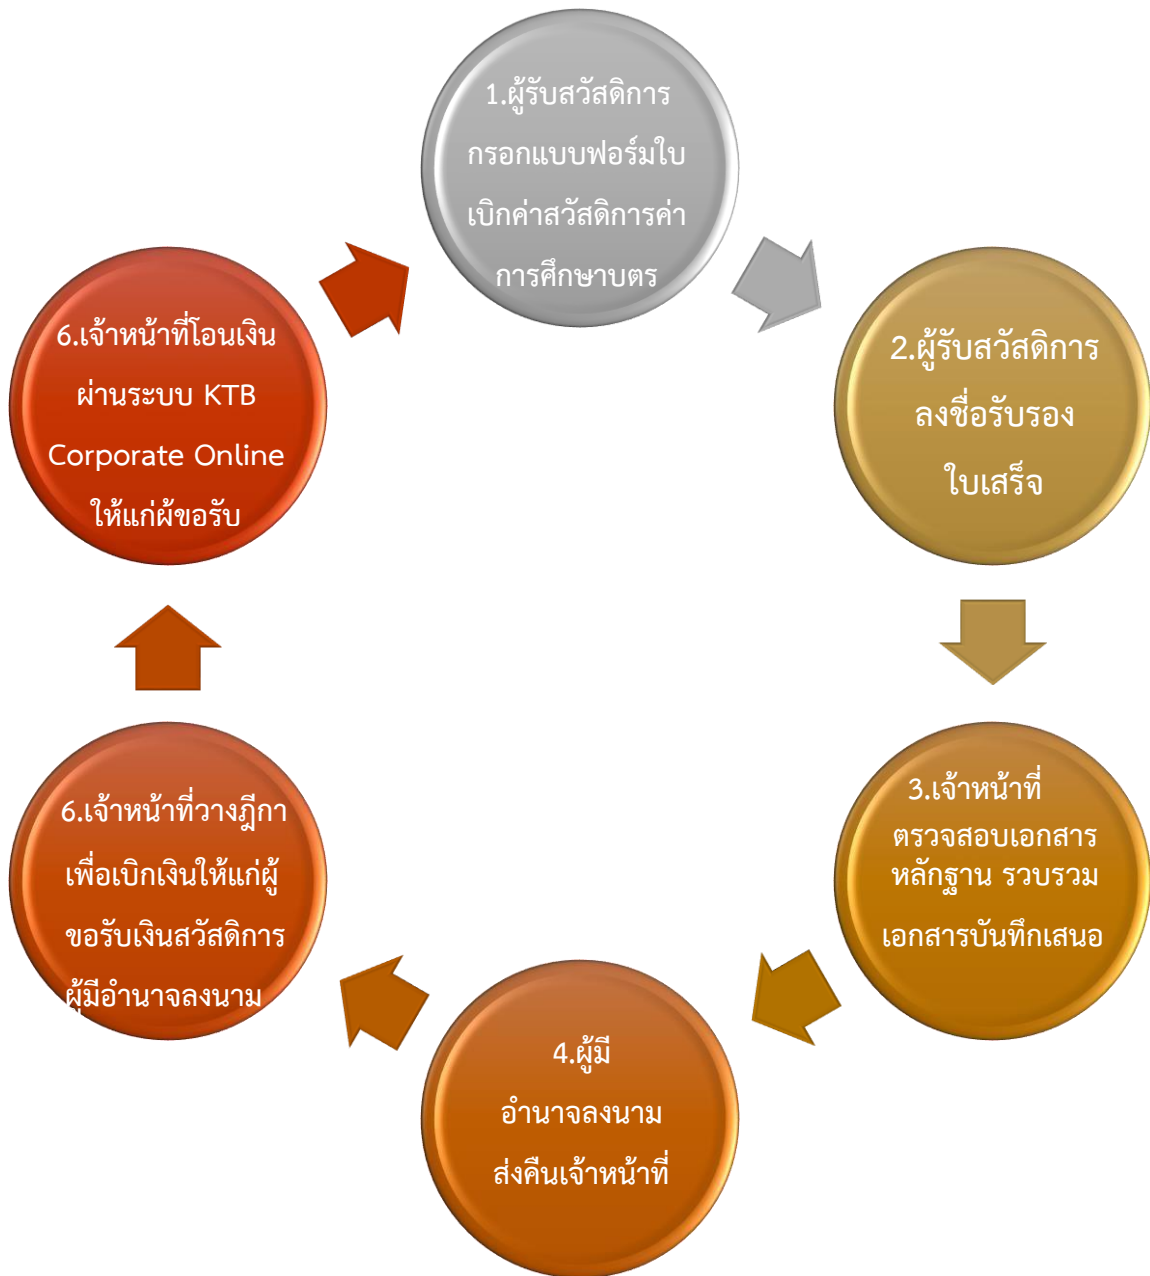 1.ผู้รับสวัสดิการ
กรอกแบบฟอร์มใบ
เบิกค่าสวัสดิการค่า
การศึกษาบตร
2.ผู้รับสวัสดิการ
ลงชื่อรับรอง
ใบเสร็จ
3.เจ้าหน้าที่
ตรวจสอบเอกสาร
หลักฐาน รวบรวม
เอกสารบันทึกเสนอ
4.ผู้มี
อำนาจลงนาม
ส่งคืนเจ้าหน้าที่
6.เจ้าหน้าที่วางฎีกา
เพื่อเบิกเงินให้แก่ผู้
ขอรับเงินสวัสดิการ
ผู้มีอำนาจลงนาม
6.เจ้าหน้าที่โอนเงิน
ผ่านระบบ KTB
Corporate Online
ให้แก่ผ้ขอรับ